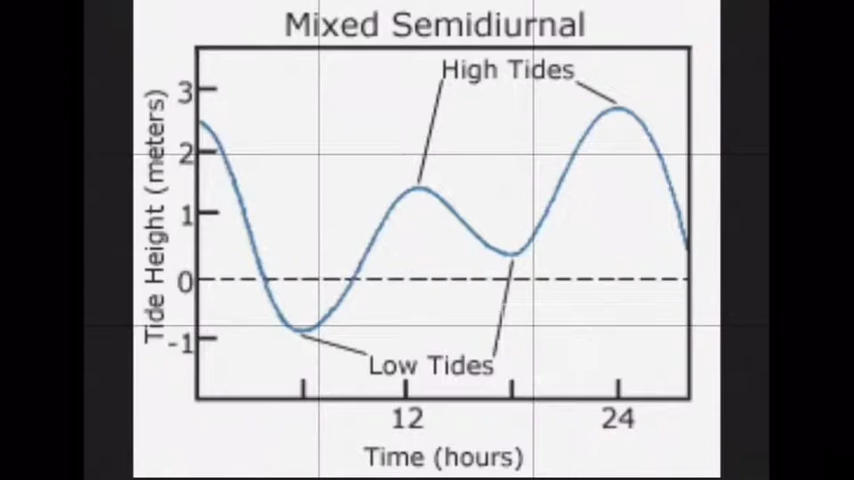 Mixed Semidiurnal
High Tides
3
2
1
0
-1
Tide Height (meters)
Low Tides
12
24
Time (hours)